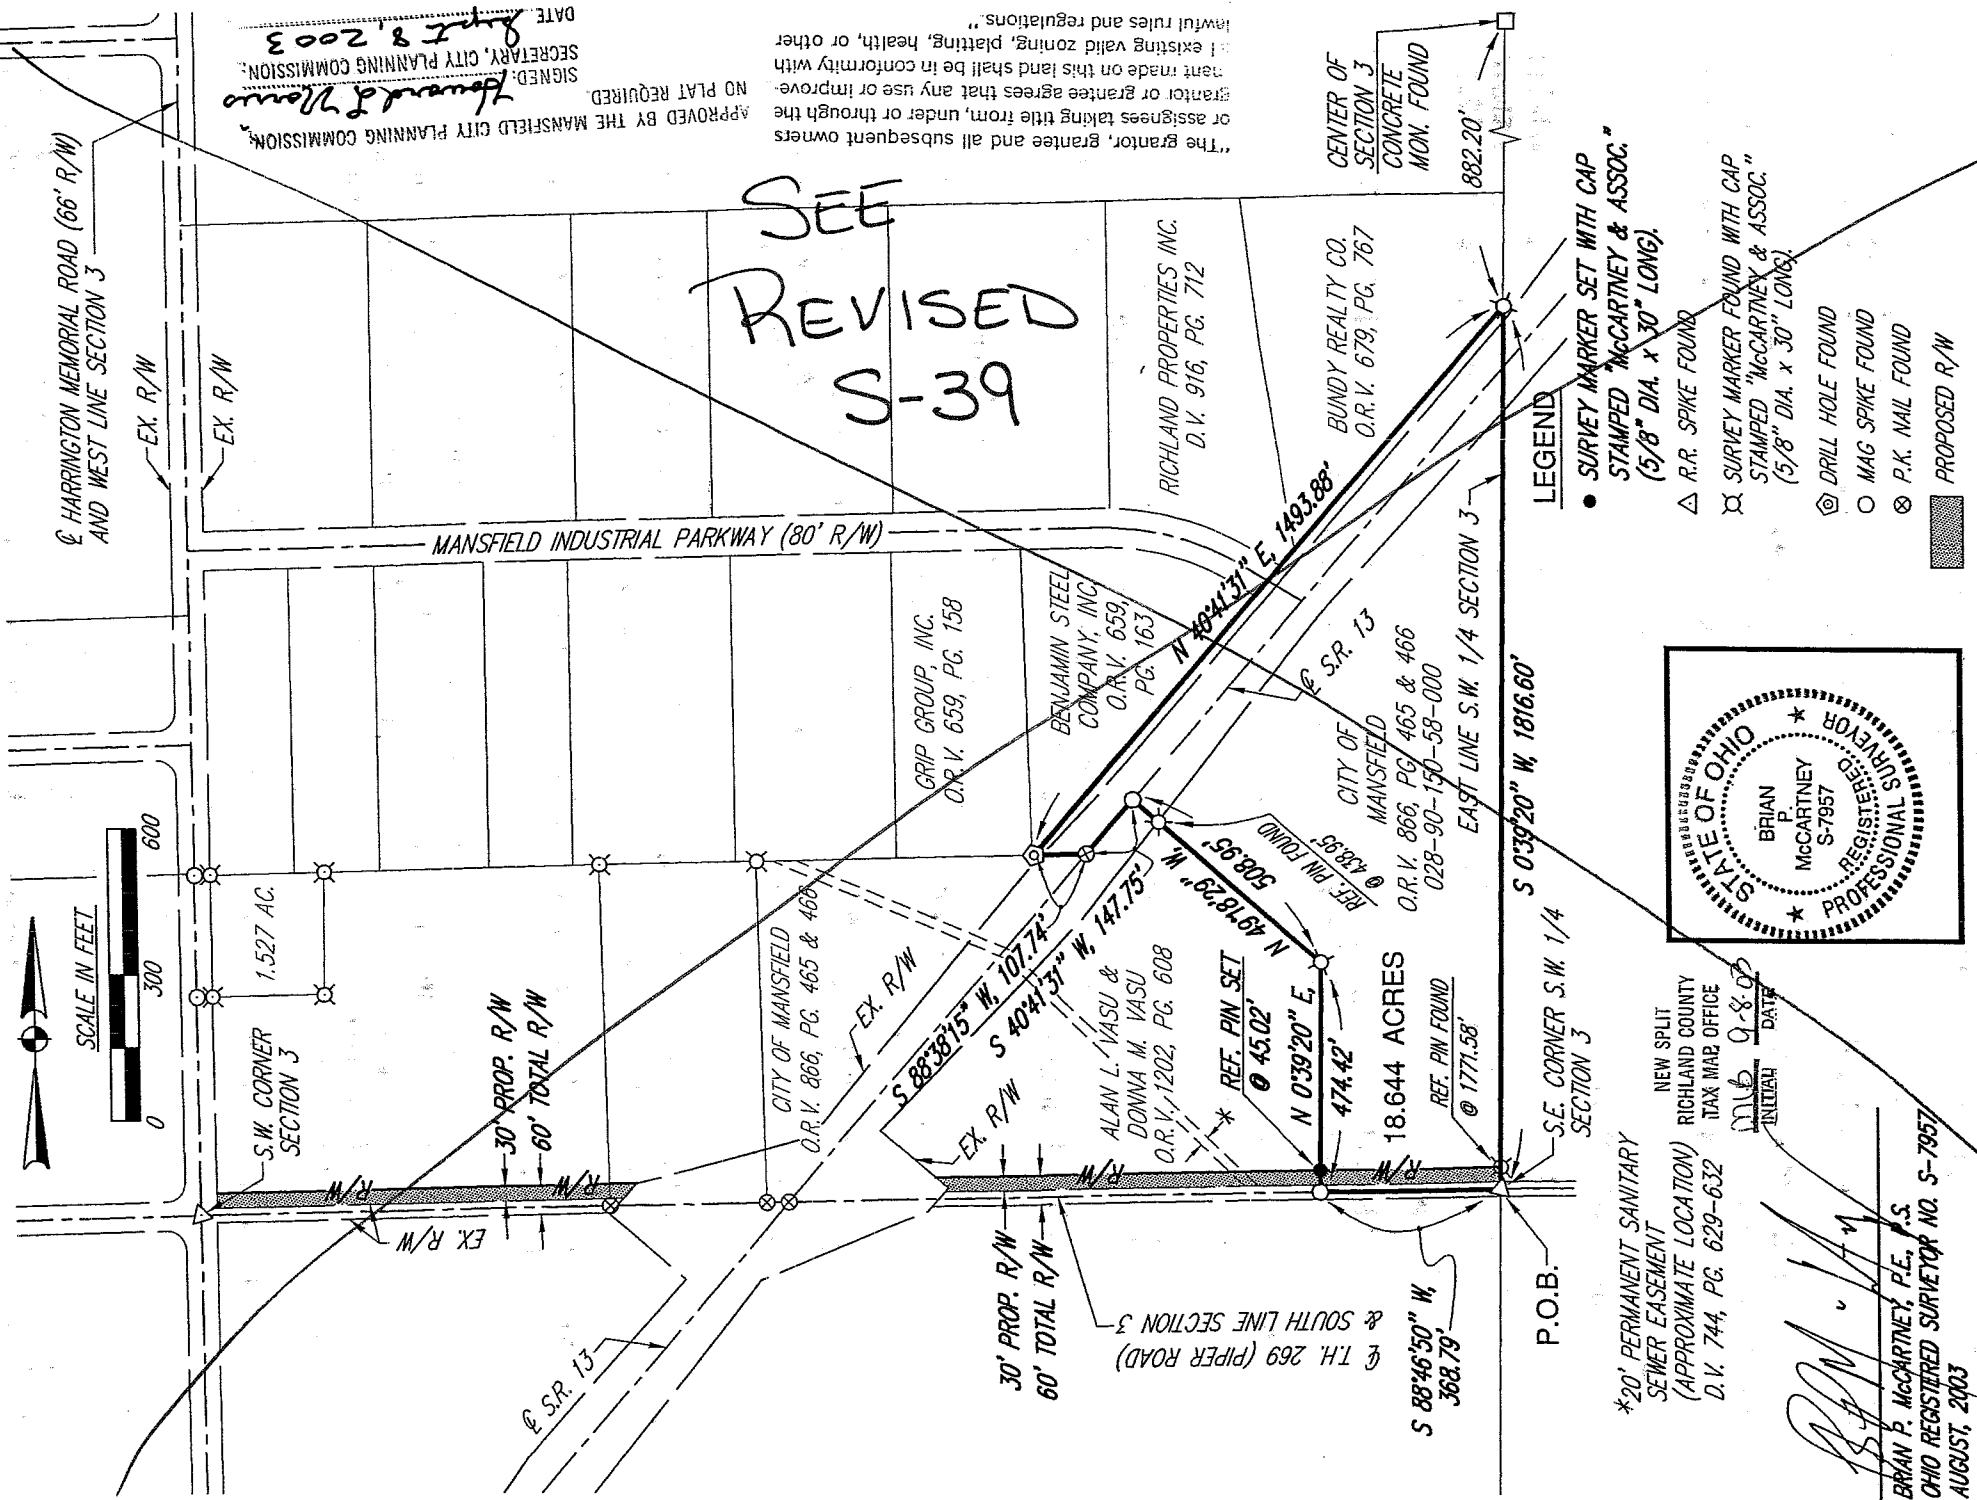 ℄ HARRINGTON MEMORIAL ROAD (66' R/W)
AND WEST LINE SECTION 3
EX. R/W
EX. R/W
APPROVED BY THE MANSFIELD CITY PLANNING COMMISSION,
NO PLAT REQUIRED.
SIGNED:
SECRETARY, CITY PLANNING COMMISSION:
DATE Sept 8, 2003
"The grantor, grantee and all subsequent owners
or assignees taking title from, under or through the
grantor or grantee agrees that any use or improve-
ment made on this land shall be in conformity with
existing valid zoning, platting, health, or other
lawful rules and regulations."
SEE
REVISED
S-39
CENTER OF
SECTION 3
CONCRETE
MON. FOUND
882.20'
MANSFIELD INDUSTRIAL PARKWAY (80' R/W)
RICHLAND PROPERTIES INC.
D.V. 916, PG. 712
BUNDY REALTY CO.
O.R.V. 679, PG. 767
GRIP GROUP, INC.
O.R.V. 659, PG. 158
BENJAMIN STEEL
COMPANY, INC.
O.R.V. 659,
PG. 163
N 40°41'31" E, 1493.88'
℄ S.R. 13
CITY OF
MANSFIELD
O.R.V. 866, PG. 465 & 466
028-90-150-58-000
EAST LINE S.W. 1/4 SECTION 3
S 0°39'20" W, 1816.60'
LEGEND
● SURVEY MARKER SET WITH CAP
STAMPED "McCARTNEY & ASSOC."
(5/8" DIA. x 30" LONG).
△ R.R. SPIKE FOUND
SURVEY MARKER FOUND WITH CAP
STAMPED "McCARTNEY & ASSOC."
(5/8" DIA. x 30" LONG).
DRILL HOLE FOUND
○ MAG SPIKE FOUND
⊗ P.K. NAIL FOUND
PROPOSED R/W
SCALE IN FEET
0 300 600
1.527 AC.
S.W. CORNER
SECTION 3
30' PROP. R/W
60' TOTAL R/W
R/W
R/W
EX. R/W
CITY OF MANSFIELD
O.R.V. 866, PG. 465 & 466
EX. R/W
S 88°38'15" W, 107.74'
S 40°41'31" W, 147.75'
N 49°18'29" W,
508.95'
REF. PIN FOUND
@ 438.95'
EX. R/W
ALAN L. VASU &
DONNA M. VASU
O.R.V. 1202, PG. 608
*
REF. PIN SET
@ 45.02'
N 0°39'20" E,
474.42'
18.644 ACRES
REF. PIN FOUND
@ 1771.58'
R/W
R/W
S.E. CORNER S.W. 1/4
SECTION 3
℄ S.R. 13
30' PROP. R/W
60' TOTAL R/W
℄ T.H. 269 (PIPER ROAD)
& SOUTH LINE SECTION 3
S 88°46'50" W,
368.79'
P.O.B.
*20' PERMANENT SANITARY
SEWER EASEMENT
(APPROXIMATE LOCATION)
D.V. 744, PG. 629-632
NEW SPLIT
RICHLAND COUNTY
TAX MAP OFFICE
9-8-03
INITIAL DATE
STATE OF OHIO
BRIAN
P.
McCARTNEY
S-7957
REGISTERED
PROFESSIONAL SURVEYOR
BRIAN P. McCARTNEY, P.E., P.S.
OHIO REGISTERED SURVEYOR NO. S-7957
AUGUST, 2003